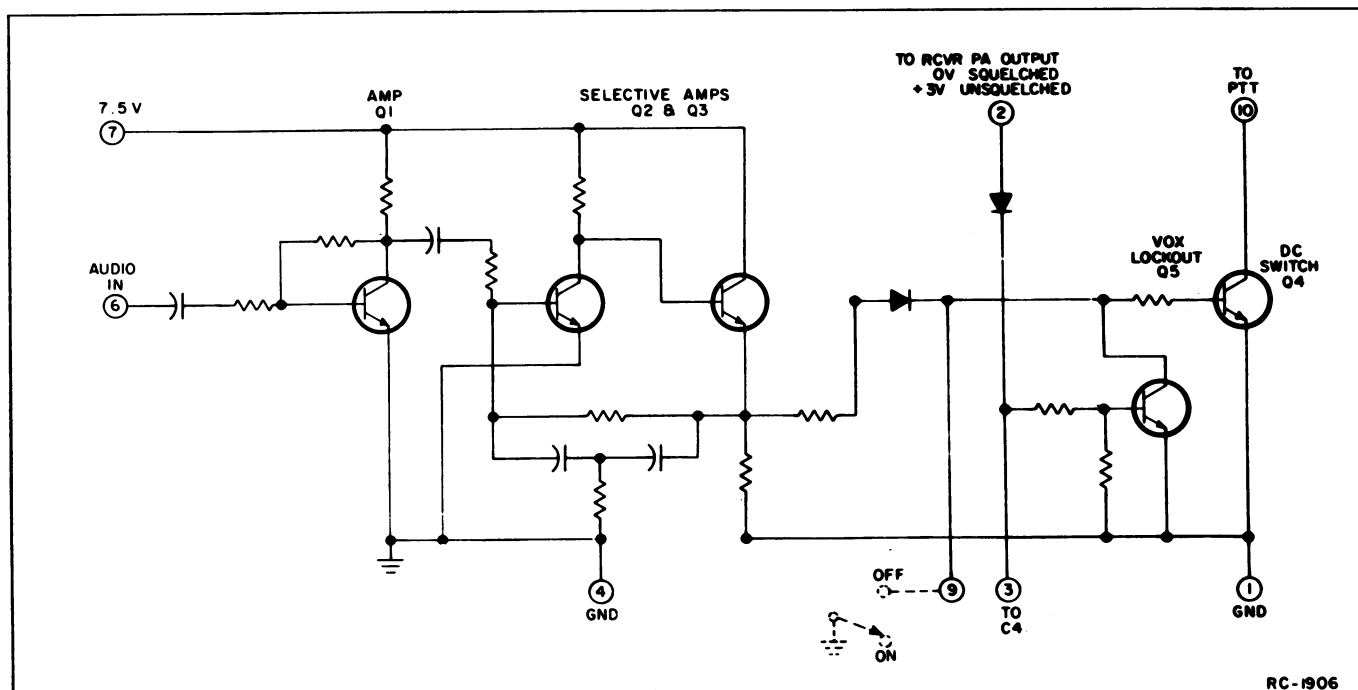 TO RCVR PA OUTPUT
0V SQUELCHED
+3V UNSQUELCHED
2
TO
PTT
10
7.5V
7
AMP
Q1
SELECTIVE AMPS
Q2 & Q3
AUDIO
IN
6
VOX
LOCKOUT
Q5
DC
SWITCH
Q4
OFF
9
3
TO
C4
ON
4
GND
1
GND
RC-1906